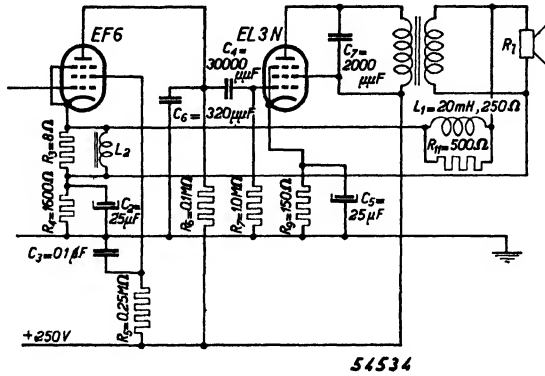 EF6
EL3N
C4=
30000
μμF
C7=
2000
μμF
R1
C6=
320μμF
L1=20mH, 250Ω
R11=500Ω
R3=8Ω
L2
R4=1600Ω
C2=
25μF
R6=0.1MΩ
R7=1.0MΩ
R9=150Ω
C5=
25μF
C3=01μF
R5=0.25MΩ
+250V
54534